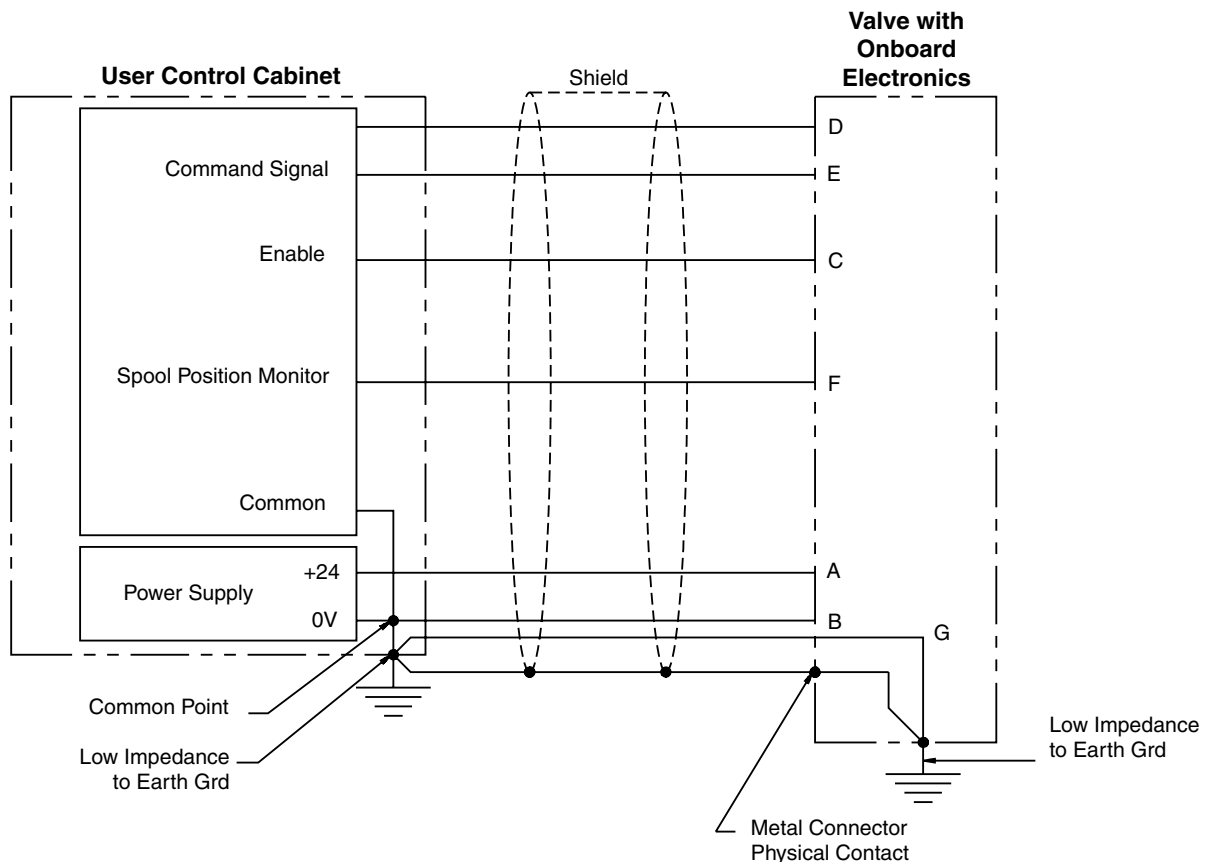 Valve with
Onboard
Electronics
User Control Cabinet
Shield
D
Command Signal
E
Enable
C
Spool Position Monitor
F
Common
+24
A
Power Supply
0V
B
G
Common Point
Low Impedance
to Earth Grd
Low Impedance
to Earth Grd
Metal Connector
Physical Contact